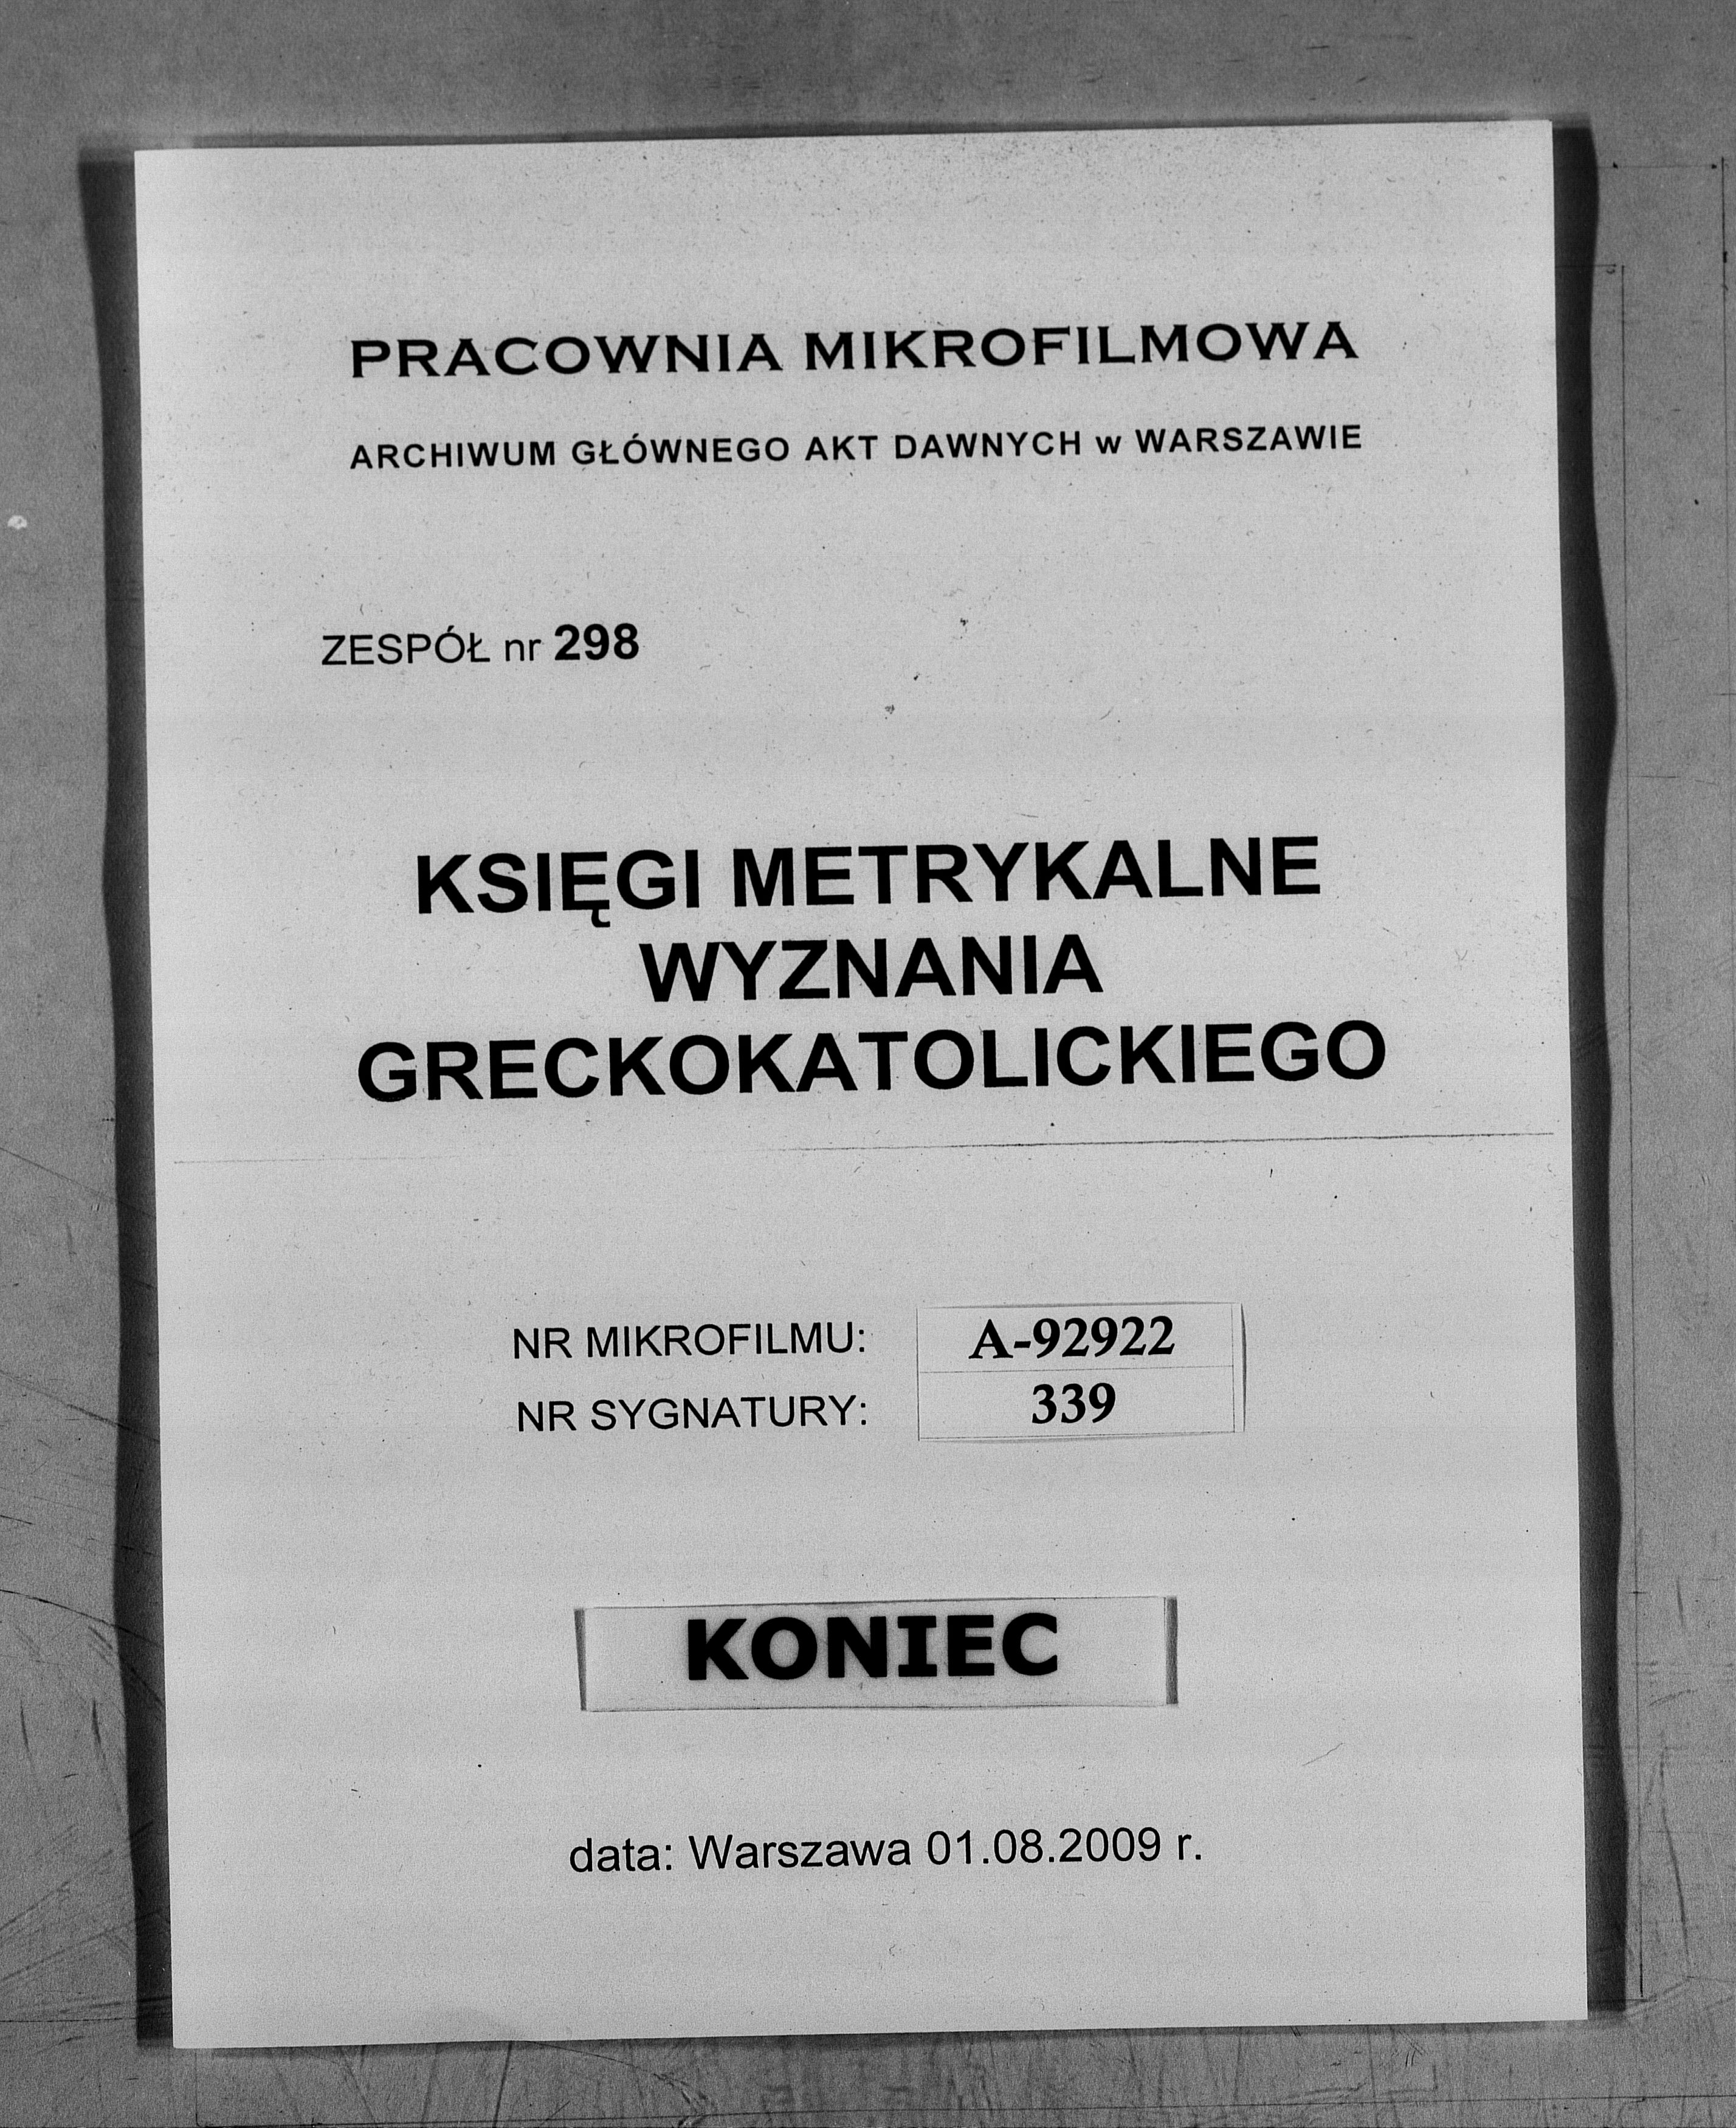 PRACOWNIA MIKROFILMOWA
ARCHIWUM GŁÓWNEGO AKT DAWNYCH w WARSZAWIE
ZESPÓŁ nr 298
KSIĘGI METRYKALNE
WYZNANIA
GRECKOKATOLICKIEGO
NR MIKROFILMU: A-92922
NR SYGNATURY: 339
KONIEC
data: Warszawa 01.08.2009 r.